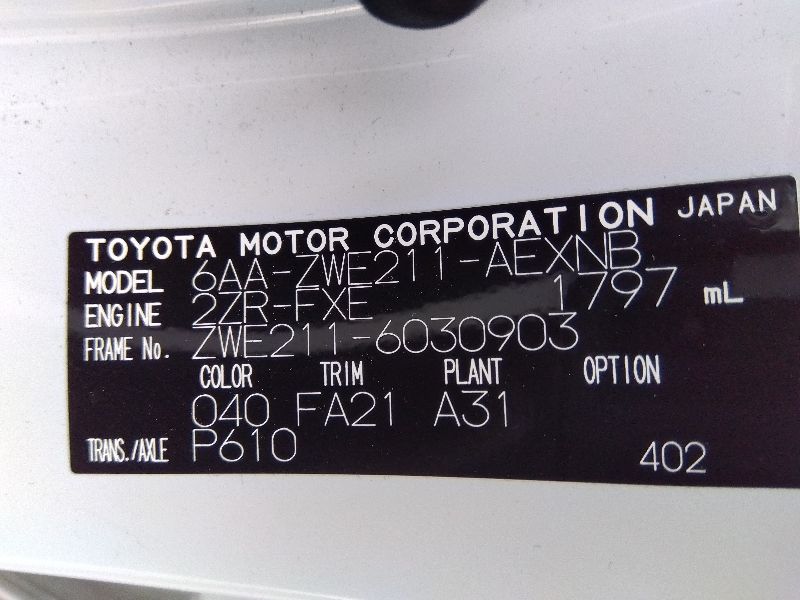 TOYOTA MOTOR CORPORATION JAPAN
MODEL 6AA-ZWE211-AEXNB
ENGINE 2ZR-FXE 1797 mL
FRAME No. ZWE211-6030903
COLOR TRIM PLANT OPTION
040 FA21 A31
TRANS./AXLE P610
402